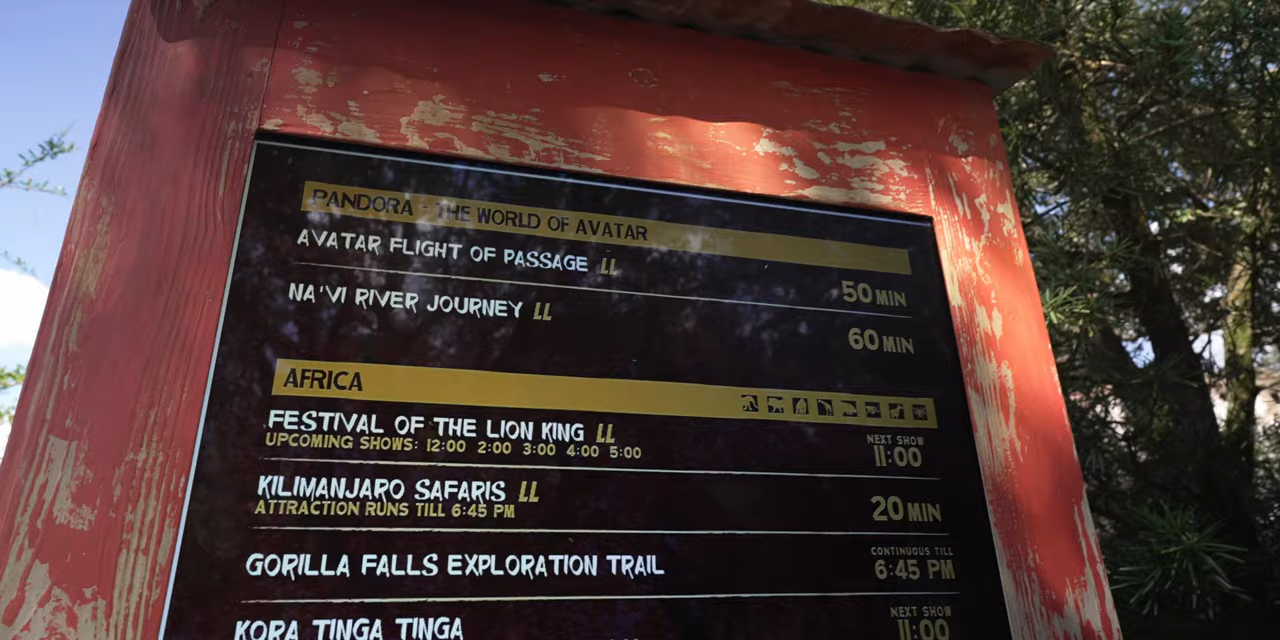 PANDORA - THE WORLD OF AVATAR
AVATAR FLIGHT OF PASSAGE LL
50 MIN
NA'VI RIVER JOURNEY LL
60 MIN
AFRICA
FESTIVAL OF THE LION KING LL
UPCOMING SHOWS: 12:00 2:00 3:00 4:00 5:00
NEXT SHOW
11:00
KILIMANJARO SAFARIS LL
ATTRACTION RUNS TILL 6:45 PM
20 MIN
GORILLA FALLS EXPLORATION TRAIL
CONTINUOUS TILL
6:45 PM
KORA TINGA TINGA
NEXT SHOW
11:00